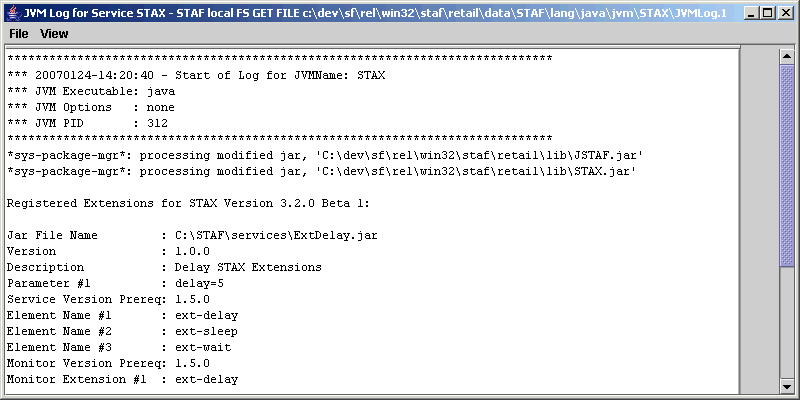 JVM Log for Service STAX - STAF local FS GET FILE c:\dev\sf\rel\win32\staf\retail\data\STAF\lang\java\jvm\STAX\JVMLog.1
File View
******************************************************************************
*** 20070124-14:20:40 - Start of Log for JVMName: STAX
*** JVM Executable: java
*** JVM Options   : none
*** JVM PID       : 312
******************************************************************************
*sys-package-mgr*: processing modified jar, 'C:\dev\sf\rel\win32\staf\retail\lib\JSTAF.jar'
*sys-package-mgr*: processing modified jar, 'C:\dev\sf\rel\win32\staf\retail\lib\STAX.jar'
Registered Extensions for STAX Version 3.2.0 Beta 1:
Jar File Name         : C:\STAF\services\ExtDelay.jar
Version               : 1.0.0
Description           : Delay STAX Extensions
Parameter #1          : delay=5
Service Version Prereq: 1.5.0
Element Name #1       : ext-delay
Element Name #2       : ext-sleep
Element Name #3       : ext-wait
Monitor Version Prereq: 1.5.0
Monitor Extension #1  : ext-delay